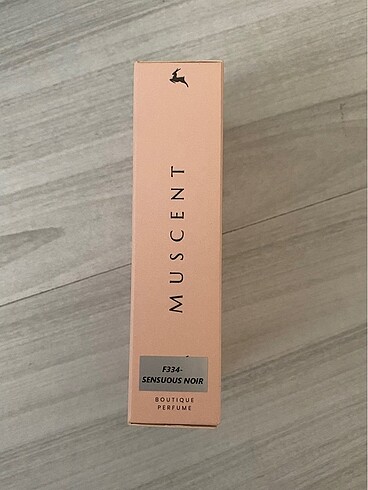 MUSCENT
F334-
SENSUOUS NOIR
BOUTIQUE
PERFUME